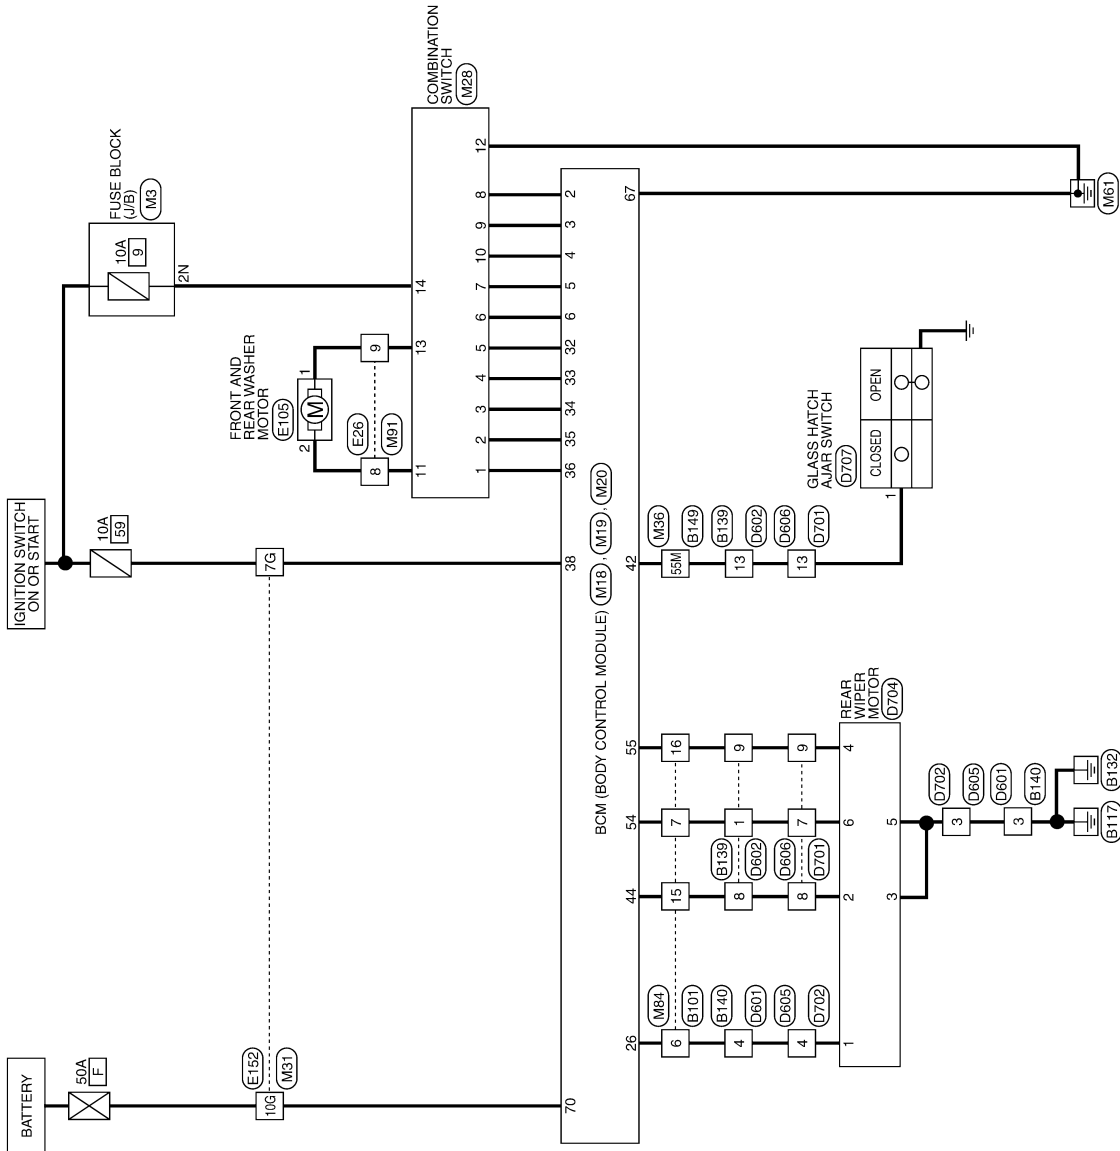 COMBINATION
SWITCH
M28
FUSE BLOCK
(J/B)
M3
10A
9
2N
14
12
FRONT AND
REAR WASHER
MOTOR
E105
1
M
2
9
13
E26
M91
8
11
8
9
10
7
6
5
4
3
2
1
IGNITION SWITCH
ON OR START
10A
59
7G
BATTERY
50A
F
E152
M31
10G
2
3
4
5
6
32
33
34
35
36
38
67
70
BCM (BODY CONTROL MODULE) M18 , M19 , M20
M61
42
55M
M36
B149
B139
13
D602
D606
13
D701
GLASS HATCH
AJAR SWITCH
D707
CLOSED
OPEN
1
55
16
9
9
4
54
7
1
7
6
44
15
B139
D602
8
D606
D701
8
2
26
M84
6
B101
B140
4
D601
D605
4
D702
1
REAR
WIPER
MOTOR
D704
5
3
D702
3
D605
D601
3
B140
B132
B117